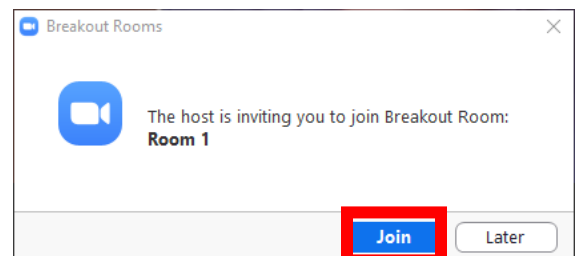 Breakout Rooms
The host is inviting you to join Breakout Room:
Room 1
Join
Later